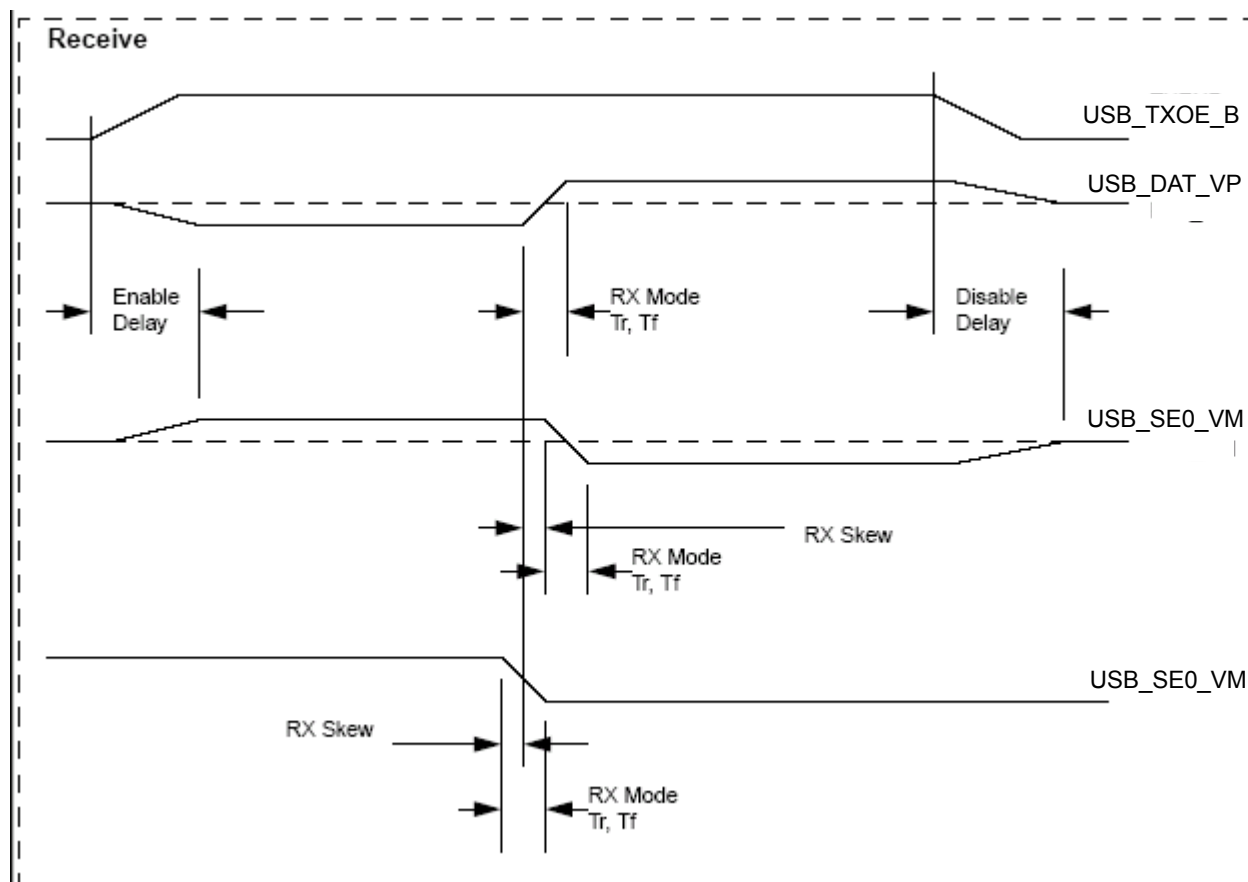 Receive
USB_TXOE_B
USB_DAT_VP
Enable
Delay
RX Mode
Tr, Tf
Disable
Delay
USB_SE0_VM
RX Skew
RX Mode
Tr, Tf
USB_SE0_VM
RX Skew
RX Mode
Tr, Tf